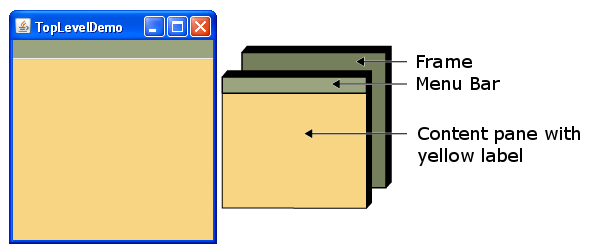 TopLevelDemo
Frame
Menu Bar
Content pane with
yellow label